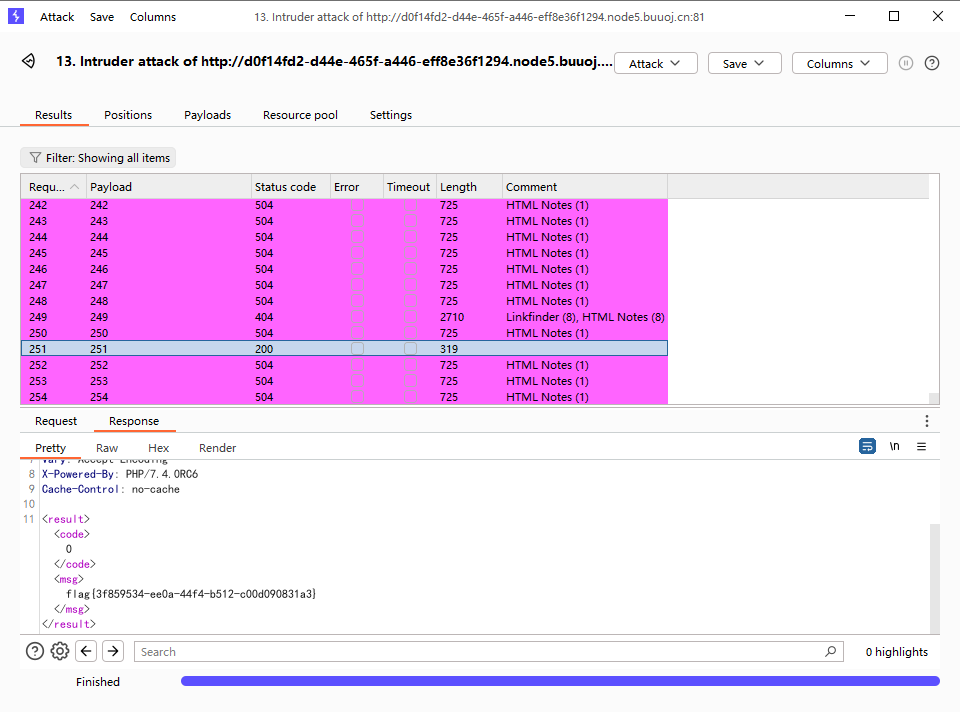 Attack Save Columns 13. Intruder attack of http://d0f14fd2-d44e-465f-a446-eff8e36f1294.node5.buuoj.cn:81
13. Intruder attack of http://d0f14fd2-d44e-465f-a446-eff8e36f1294.node5.buuoj.... Attack Save Columns
Results Positions Payloads Resource pool Settings
Filter: Showing all items
Requ... Payload Status code Error Timeout Length Comment
242 242 504 725 HTML Notes (1)
243 243 504 725 HTML Notes (1)
244 244 504 725 HTML Notes (1)
245 245 504 725 HTML Notes (1)
246 246 504 725 HTML Notes (1)
247 247 504 725 HTML Notes (1)
248 248 504 725 HTML Notes (1)
249 249 404 2710 Linkfinder (8), HTML Notes (8)
250 250 504 725 HTML Notes (1)
251 251 200 319
252 252 504 725 HTML Notes (1)
253 253 504 725 HTML Notes (1)
254 254 504 725 HTML Notes (1)
Request Response
Pretty Raw Hex Render \n
7 Vary: Accept-Encoding
8 X-Powered-By: PHP/7.4.0RC6
9 Cache-Control: no-cache
10
11 <result>
<code>
0
</code>
<msg>
flag{3f859534-ee0a-44f4-b512-c00d090831a3}
</msg>
</result>
Search 0 highlights
Finished